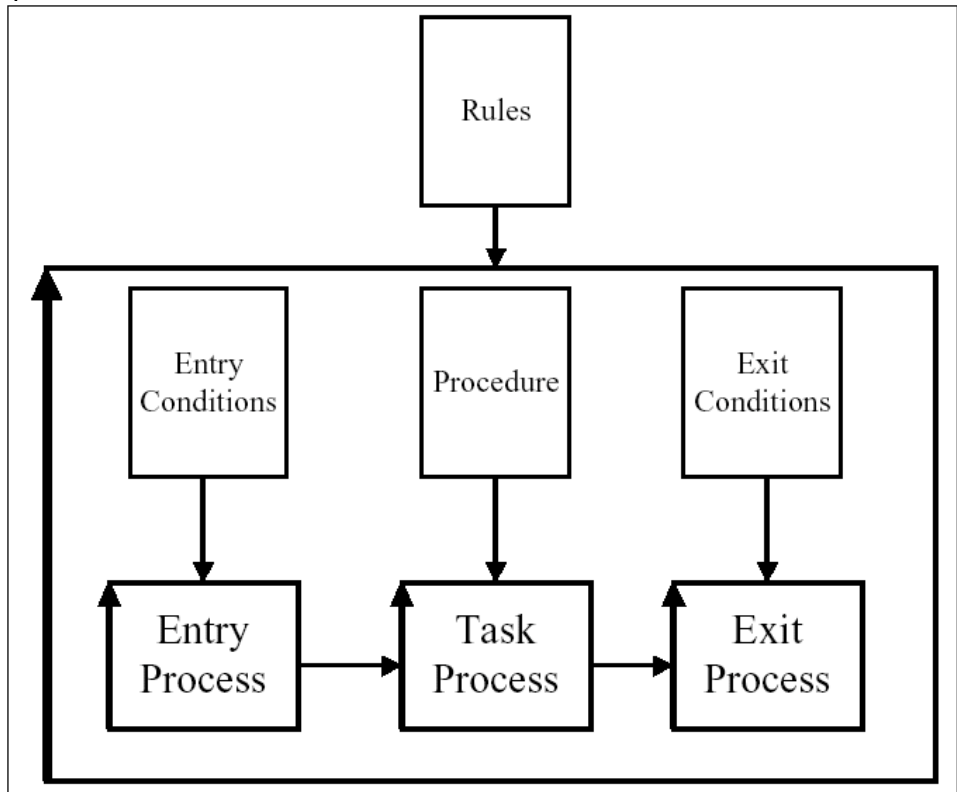 Rules
Entry
Conditions
Procedure
Exit
Conditions
Entry
Process
Task
Process
Exit
Process